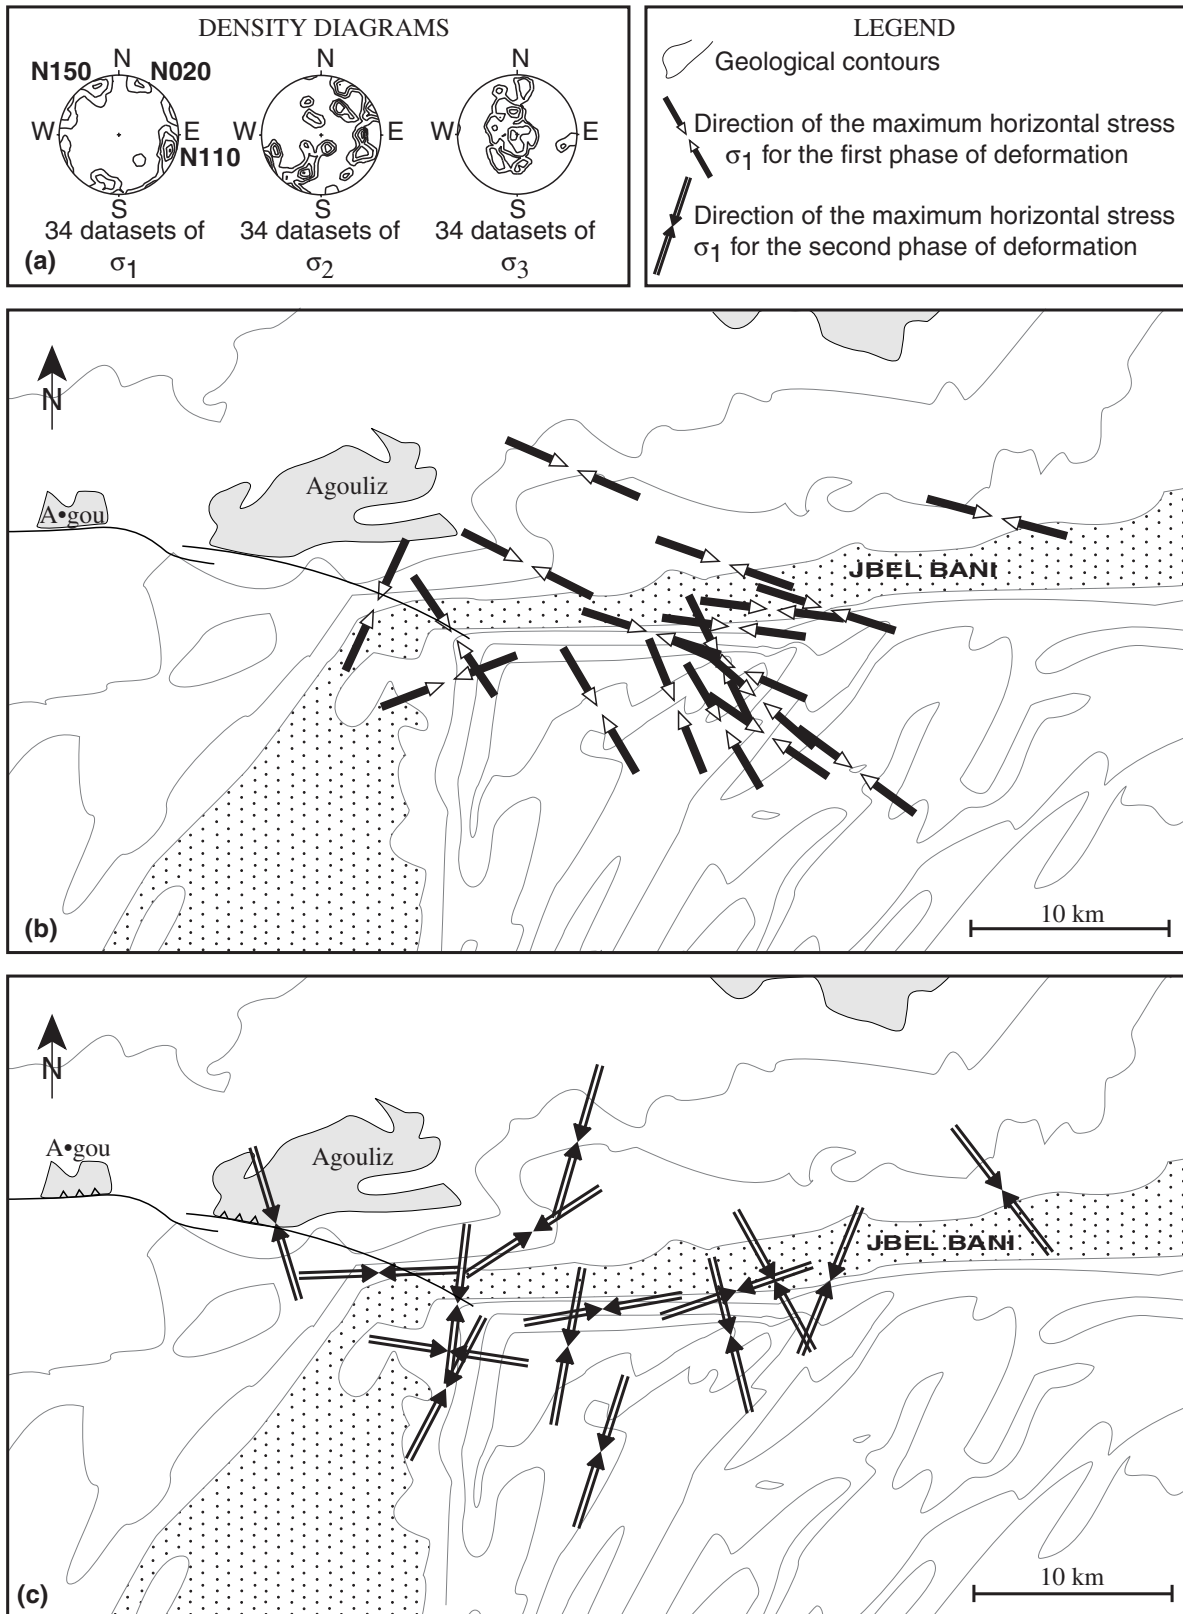 DENSITY DIAGRAMS
N
N150
N020
W
E
N110
S
34 datasets of
σ1
N
W
E
S
34 datasets of
σ2
N
W
E
S
34 datasets of
σ3
(a)
LEGEND
Geological contours
Direction of the maximum horizontal stress
σ1 for the first phase of deformation
Direction of the maximum horizontal stress
σ1 for the second phase of deformation
N
A•gou
Agouliz
JBEL BANI
10 km
(b)
N
A•gou
Agouliz
JBEL BANI
10 km
(c)